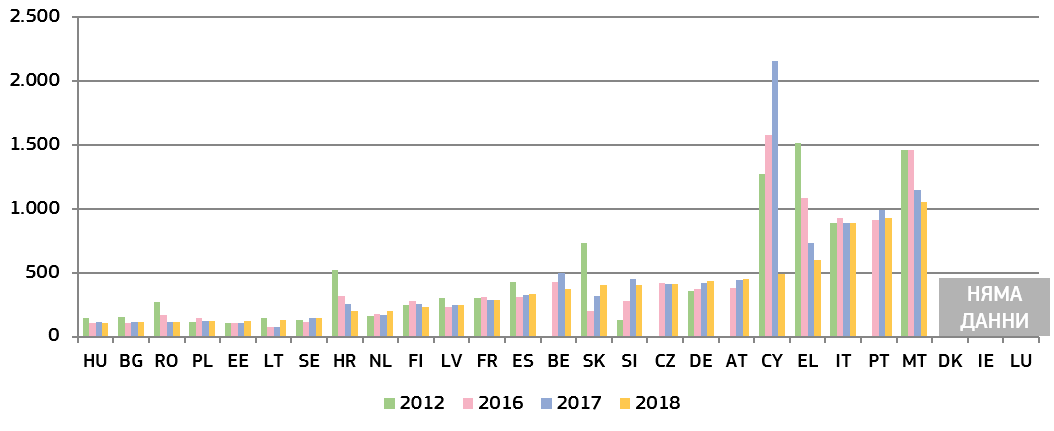 2.500
2.000
1.500
1.000
500
0
НЯМА
ДАННИ
HU BG RO PL EE LT SE HR NL FI LV FR ES BE SK SI CZ DE AT CY EL IT PT MT DK IE LU
2012 2016 2017 2018